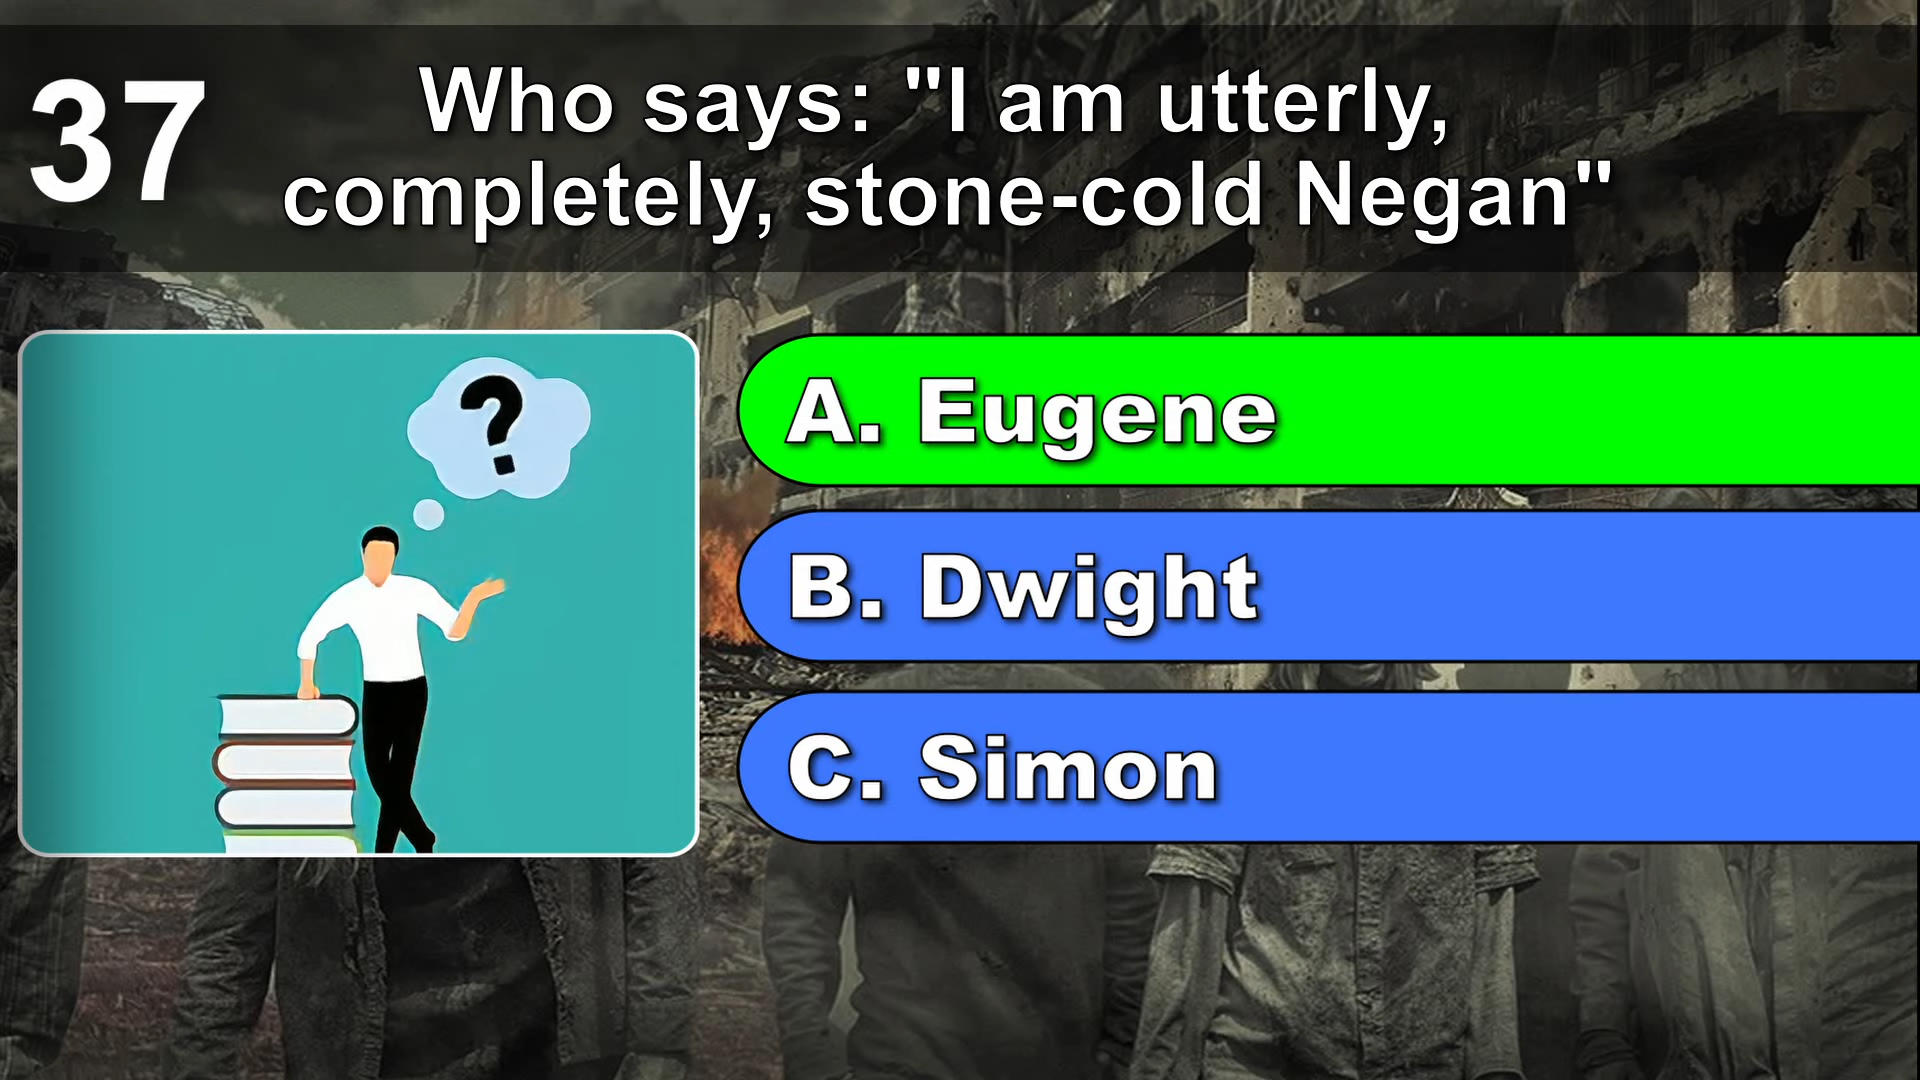 37
Who says: "I am utterly,
completely, stone-cold Negan"
?
A. Eugene
B. Dwight
C. Simon